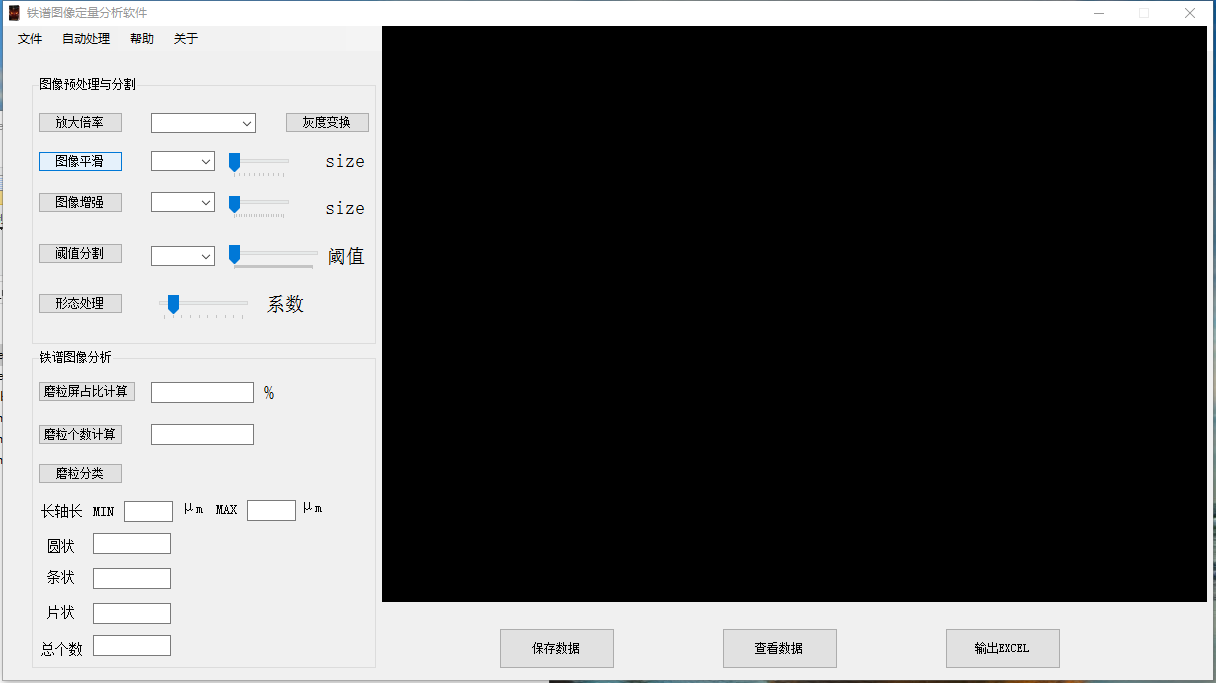 铁谱图像定量分析软件
文件 自动处理 帮助 关于
图像预处理与分割
放大倍率 灰度变换
图像平滑 size
图像增强 size
阈值分割 阈值
形态处理 系数
铁谱图像分析
磨粒屏占比计算 %
磨粒个数计算
磨粒分类
长轴长 MIN μm MAX μm
圆状
条状
片状
总个数
保存数据 查看数据 输出EXCEL